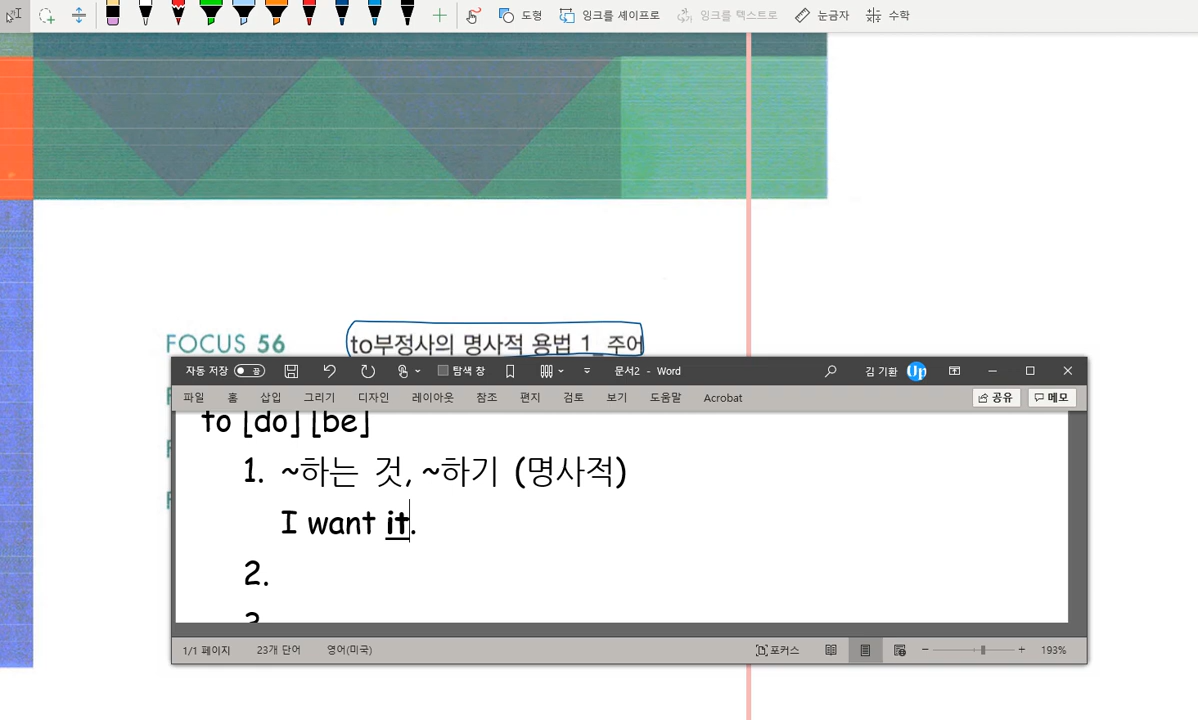 도형
잉크를 셰이프로
잉크를 텍스트로
눈금자
수학
FOCUS 56
to부정사의 명사적 용법 1_ 주어
자동 저장
끔
탐색 창
문서2 - Word
김 기환
파일 홈 삽입 그리기 디자인 레이아웃 참조 편지 검토 보기 도움말 Acrobat
공유
메모
to [do] [be]
1. ~하는 것, ~하기 (명사적)
I want it.
2.
1/1 페이지
23개 단어
영어(미국)
포커스
193%